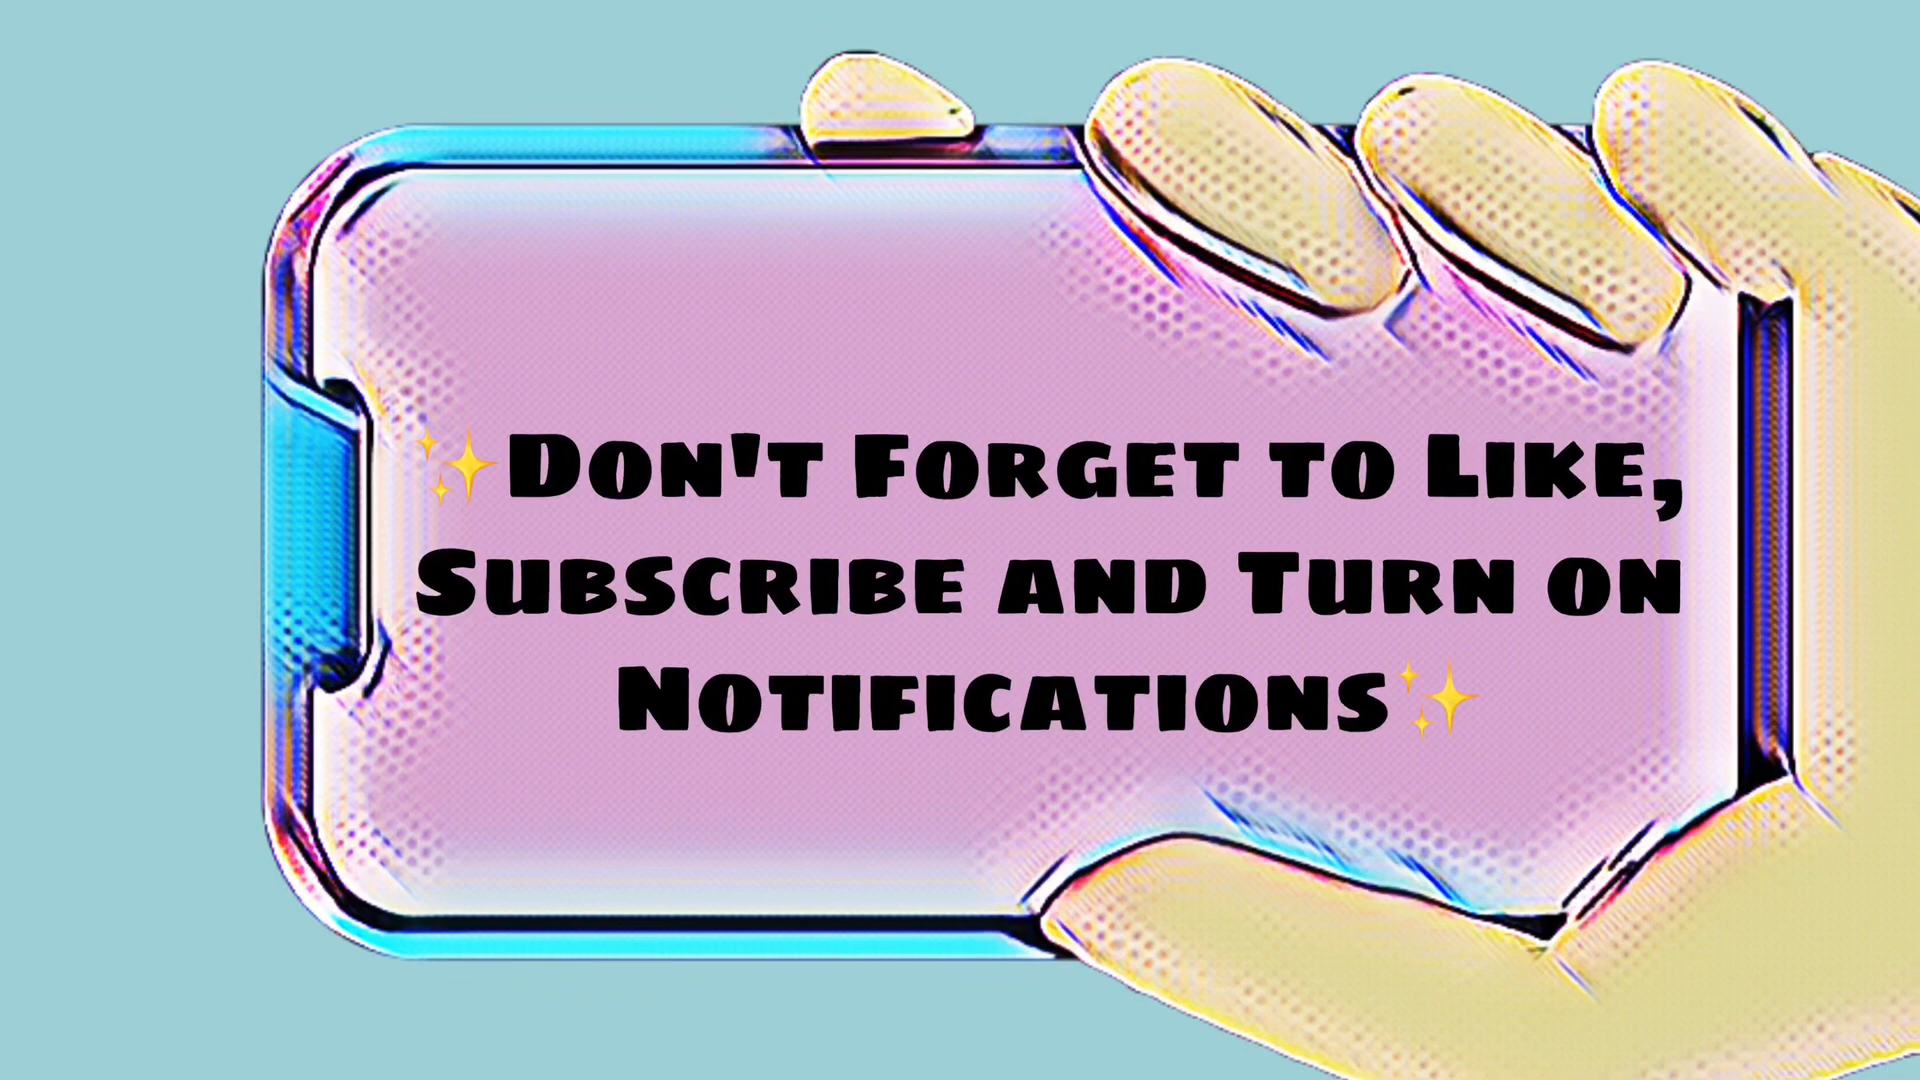 ✨Don't Forget to Like,
Subscribe and Turn on
Notifications✨